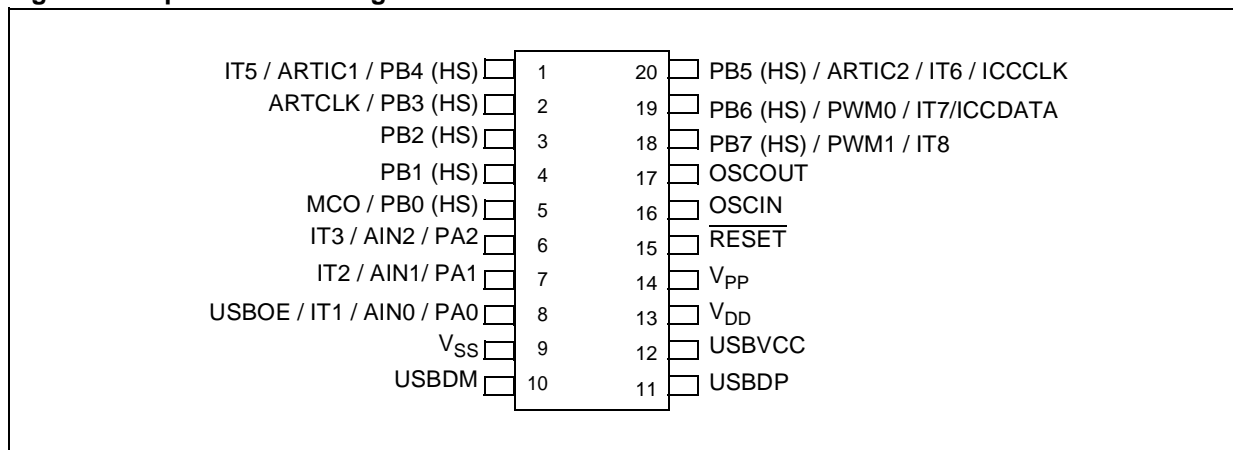 IT5 / ARTIC1 / PB4 (HS) 1 20 PB5 (HS) / ARTIC2 / IT6 / ICCCLK
ARTCLK / PB3 (HS) 2 19 PB6 (HS) / PWM0 / IT7/ICCDATA
PB2 (HS) 3 18 PB7 (HS) / PWM1 / IT8
PB1 (HS) 4 17 OSCOUT
MCO / PB0 (HS) 5 16 OSCIN
IT3 / AIN2 / PA2 6 15 RESET
IT2 / AIN1/ PA1 7 14 VPP
USBOE / IT1 / AIN0 / PA0 8 13 VDD
VSS 9 12 USBVCC
USBDM 10 11 USBDP